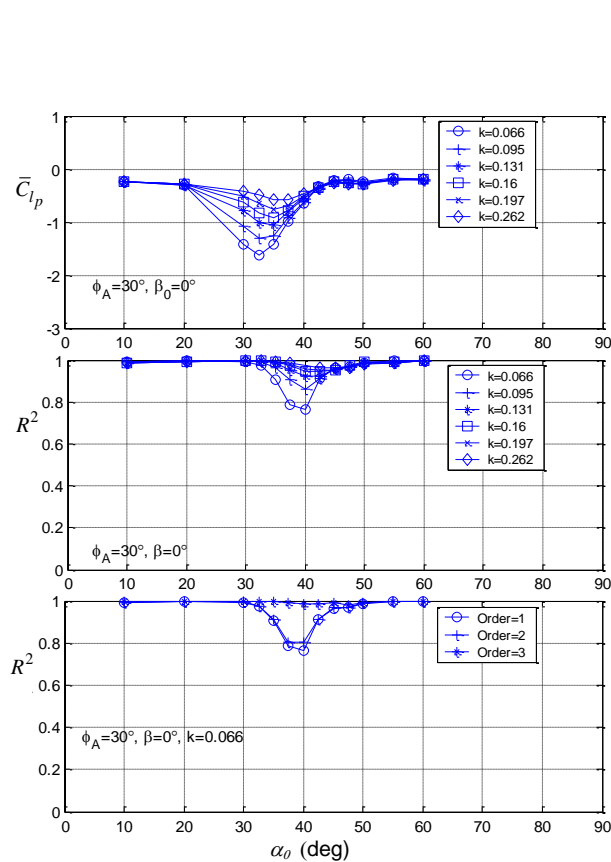 1
0
-1
-2
-3
C̄lp
k=0.066
k=0.095
k=0.131
k=0.16
k=0.197
k=0.262
ϕA=30°, β0=0°
0 10 20 30 40 50 60 70 80 90
1
0.8
0.6
0.4
0.2
0
R²
k=0.066
k=0.095
k=0.131
k=0.16
k=0.197
k=0.262
ϕA=30°, β=0°
0 10 20 30 40 50 60 70 80 90
1
0.8
0.6
0.4
0.2
0
R²
Order=1
Order=2
Order=3
ϕA=30°, β=0°, k=0.066
0 10 20 30 40 50 60 70 80 90
α0 (deg)